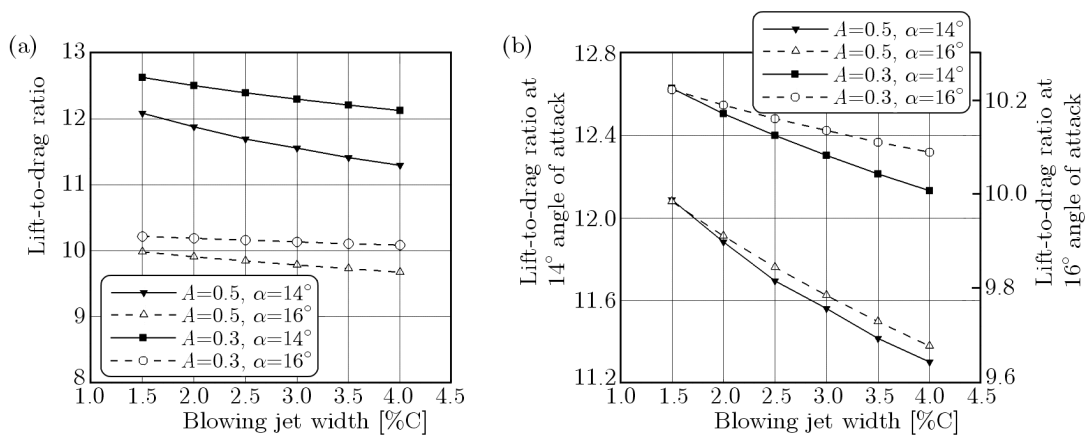 (a)
Lift-to-drag ratio
13
12
11
10
9
8
A=0.5, α=14°
A=0.5, α=16°
A=0.3, α=14°
A=0.3, α=16°
1.0 1.5 2.0 2.5 3.0 3.5 4.0 4.5
Blowing jet width [%C]
(b)
Lift-to-drag ratio at
14° angle of attack
12.8
12.4
12.0
11.6
11.2
A=0.5, α=14°
A=0.5, α=16°
A=0.3, α=14°
A=0.3, α=16°
10.2
10.0
9.8
9.6
Lift-to-drag ratio at
16° angle of attack
1.0 1.5 2.0 2.5 3.0 3.5 4.0 4.5
Blowing jet width [%C]